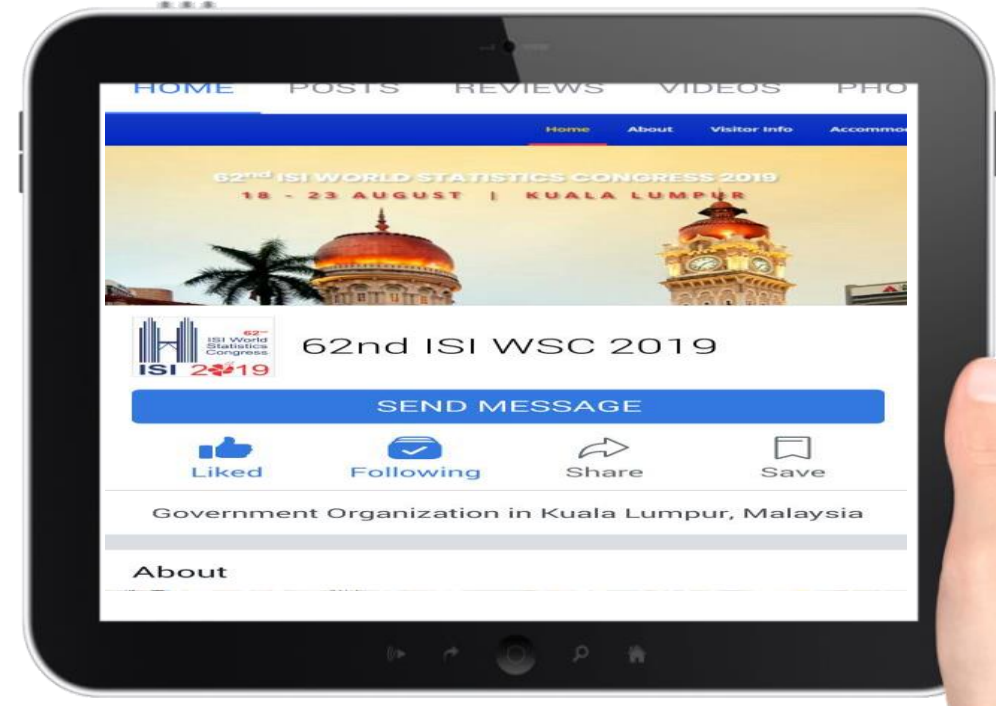 HOME POSTS REVIEWS VIDEOS PHO
Home About Visitor Info Accommo
62nd ISI WORLD STATISTICS CONGRESS 2019
18 - 23 AUGUST | KUALA LUMPUR
62nd
ISI World
Statistics
Congress
ISI 2019
62nd ISI WSC 2019
SEND MESSAGE
Liked Following Share Save
Government Organization in Kuala Lumpur, Malaysia
About